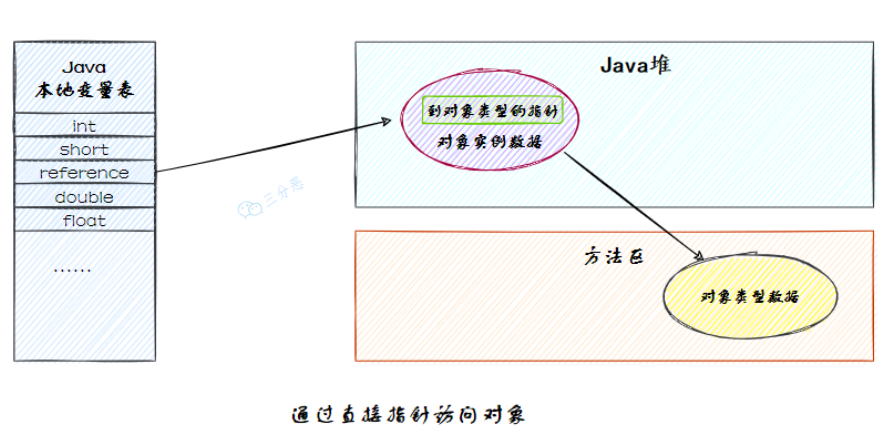 Java
本地变量表
int
short
reference
double
float
……
Java堆
到对象类型的指针
对象实例数据
三分恶
方法区
对象类型数据
通过直接指针访问对象